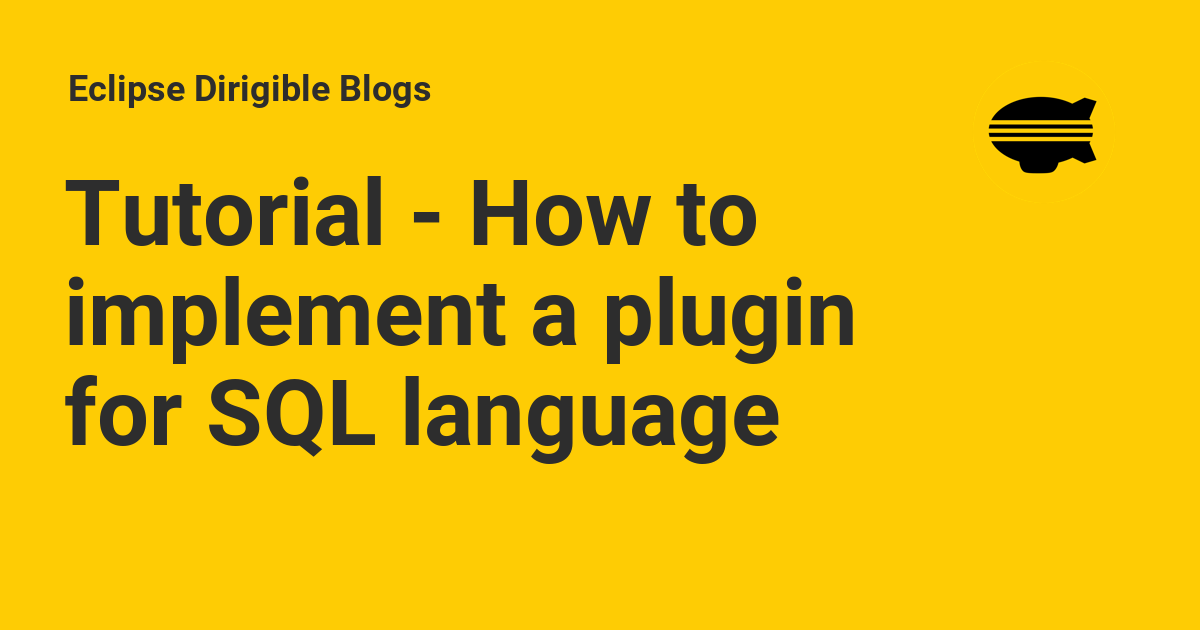 Eclipse Dirigible Blogs
Tutorial - How to
implement a plugin
for SQL language